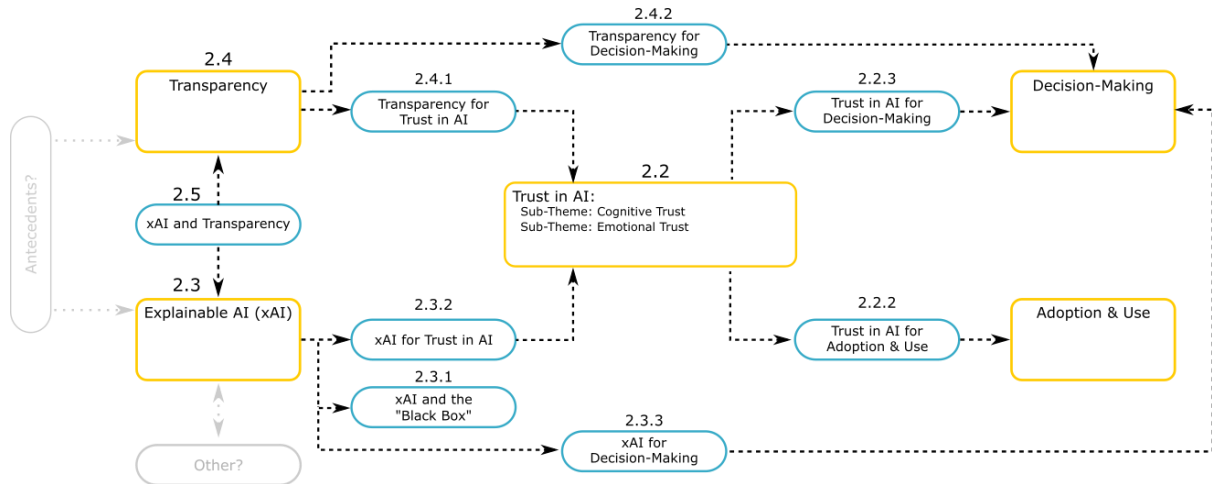 2.4.2
Transparency for
Decision-Making
2.4
Transparency
2.4.1
Transparency for
Trust in AI
2.2.3
Trust in AI for
Decision-Making
Decision-Making
Antecedents?
2.5
xAI and Transparency
2.2
Trust in AI:
Sub-Theme: Cognitive Trust
Sub-Theme: Emotional Trust
2.3
Explainable AI (xAI)
2.3.2
xAI for Trust in AI
2.2.2
Trust in AI for
Adoption & Use
Adoption & Use
2.3.1
xAI and the
"Black Box"
2.3.3
xAI for
Decision-Making
Other?